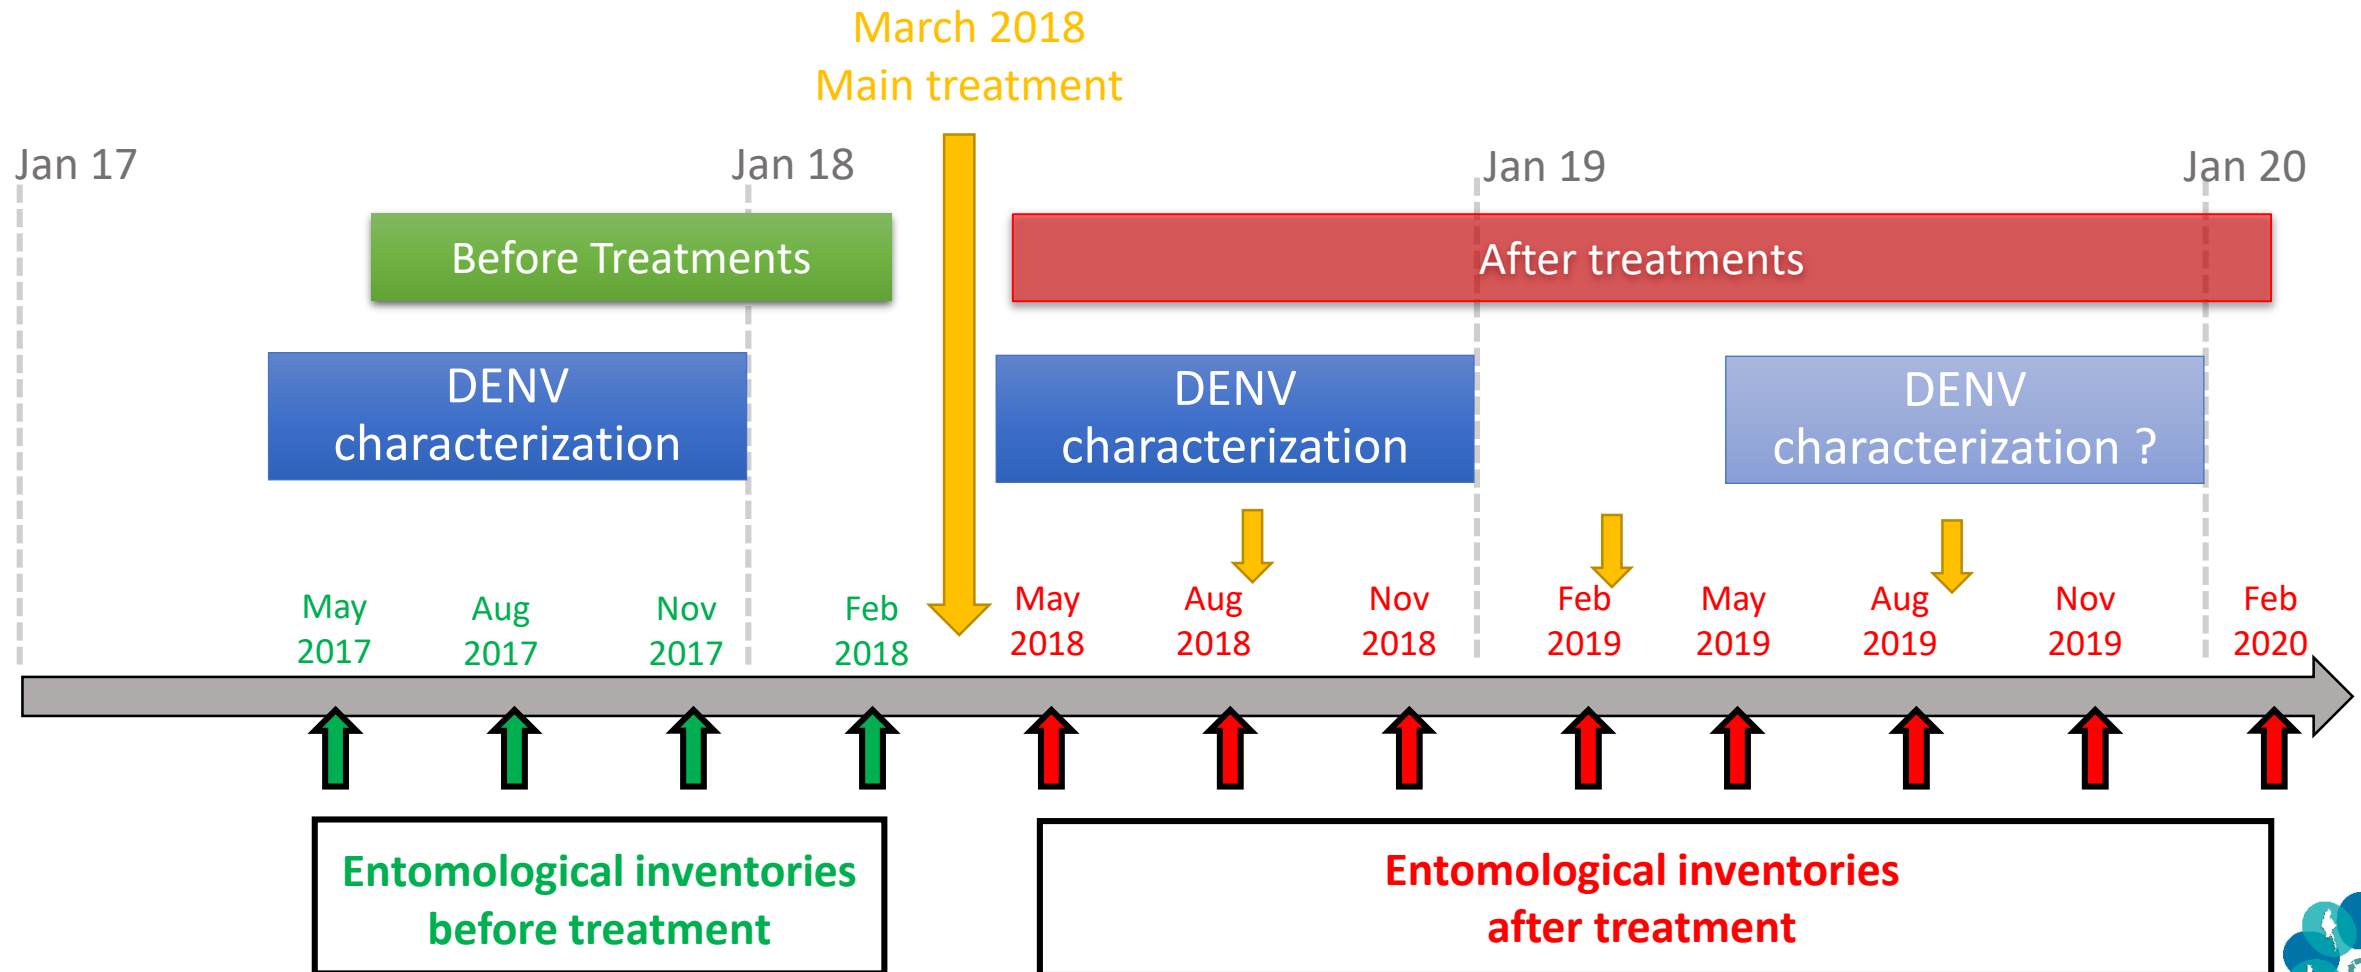 March 2018
Main treatment
Jan 17
Jan 18
Jan 19
Jan 20
Before Treatments
After treatments
DENV
characterization
DENV
characterization
DENV
characterization ?
May
2017
Aug
2017
Nov
2017
Feb
2018
May
2018
Aug
2018
Nov
2018
Feb
2019
May
2019
Aug
2019
Nov
2019
Feb
2020
Entomological inventories
before treatment
Entomological inventories
after treatment